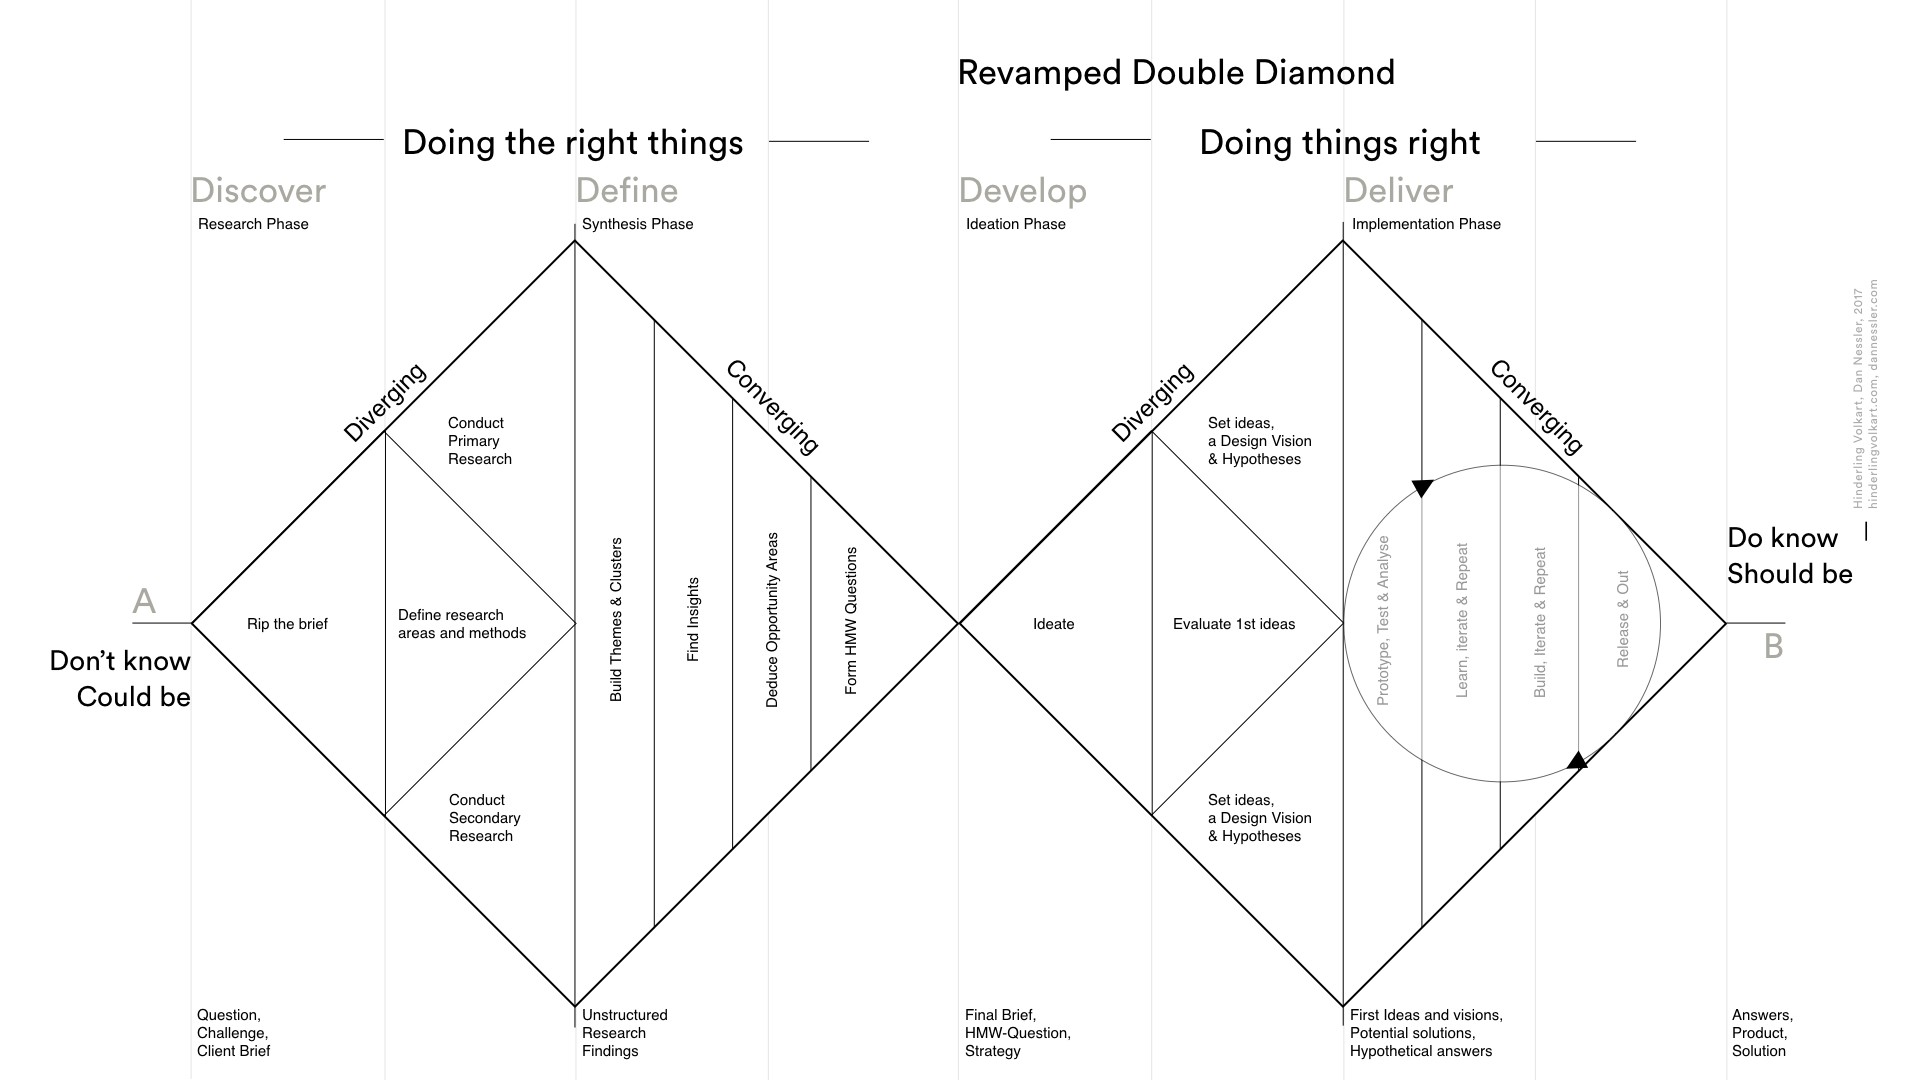 Revamped Double Diamond
Doing the right things
Doing things right
Discover
Research Phase
Define
Synthesis Phase
Develop
Ideation Phase
Deliver
Implementation Phase
A
Don’t know
Could be
Diverging
Rip the brief
Define research
areas and methods
Conduct
Primary
Research
Conduct
Secondary
Research
Converging
Build Themes & Clusters
Find Insights
Deduce Opportunity Areas
Form HMW Questions
Diverging
Ideate
Evaluate 1st ideas
Set ideas,
a Design Vision
& Hypotheses
Set ideas,
a Design Vision
& Hypotheses
Converging
Prototype, Test & Analyse
Learn, iterate & Repeat
Build, Iterate & Repeat
Release & Out
Do know
Should be
B
Hinderling Volkart, Dan Nessler, 2017
hinderlingvolkart.com, dannessler.com
Question,
Challenge,
Client Brief
Unstructured
Research
Findings
Final Brief,
HMW-Question,
Strategy
First Ideas and visions,
Potential solutions,
Hypothetical answers
Answers,
Product,
Solution